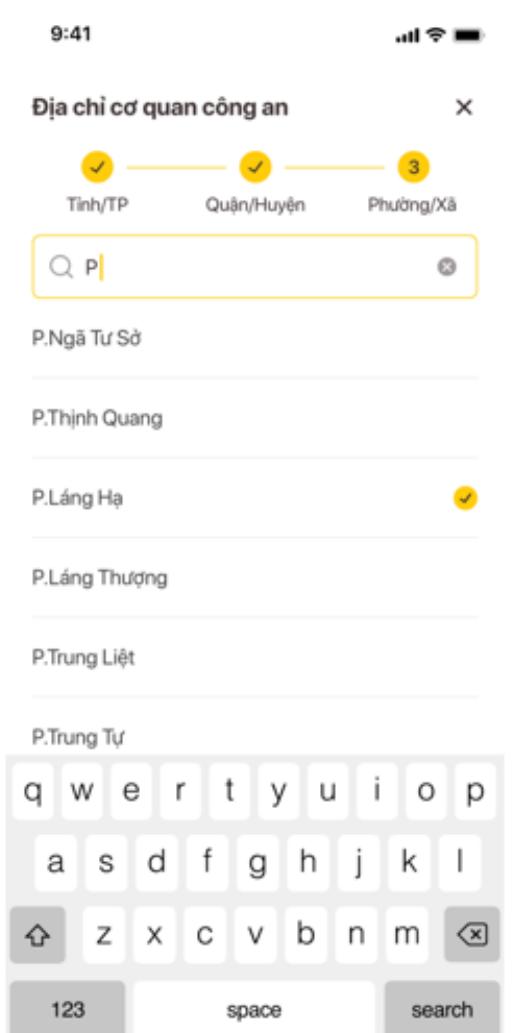 9:41
Địa chỉ cơ quan công an
3
Tỉnh/TP Quận/Huyện Phường/Xã
P
P.Ngã Tư Sở
P.Thịnh Quang
P.Láng Hạ
P.Láng Thượng
P.Trung Liệt
P.Trung Tự
q w e r t y u i o p
a s d f g h j k l
z x c v b n m
123 space search